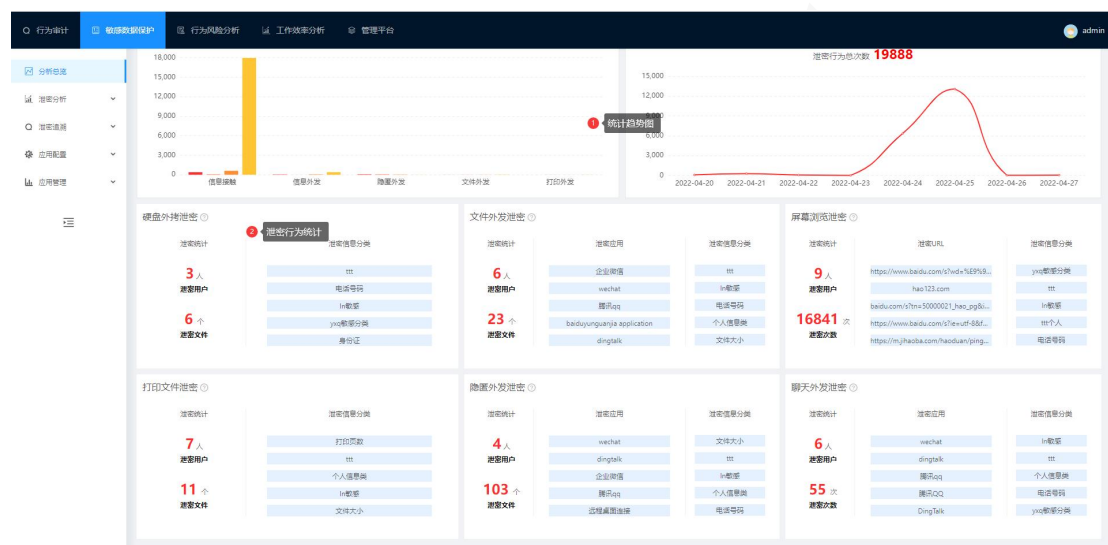 行为审计 敏感数据保护 行为风险分析 工作效率分析 管理平台 admin
分析总览
泄密分析
泄密追溯
应用配置
应用管理
18,000
15,000
12,000
9,000
6,000
3,000
0
信息接触 信息外发 隐匿外发 文件外发 打印外发
1 统计趋势图
泄密行为总次数 19888
15,000
12,000
6,000
3,000
0
2022-04-20 2022-04-21 2022-04-22 2022-04-23 2022-04-24 2022-04-25 2022-04-26 2022-04-27
硬盘外拷泄密
2 泄密行为统计
泄密统计 泄密信息分类
3 人
泄密用户
6 个
泄密文件
ttt
电话号码
ln敏感
yxq敏感分类
身份证
文件外发泄密
泄密统计 泄密应用 泄密信息分类
6 人
泄密用户
23 个
泄密文件
企业微信
wechat
腾讯qq
baiduyunguanjia application
dingtalk
ttt
ln敏感
电话号码
个人信息类
文件大小
屏幕浏览泄密
泄密统计 泄密URL 泄密信息分类
9 人
泄密用户
16841 次
泄密次数
https://www.baidu.com/s?wd=%E9%9...
hao123.com
baidu.com/s?tn=50000021_hao_pg&i...
https://www.baidu.com/s?ie=utf-8&f...
https://m.jihaoba.com/haoduan/ping...
yxq敏感分类
ttt
ln敏感
ttt个人
电话号码
打印文件泄密
泄密统计 泄密信息分类
7 人
泄密用户
11 个
泄密文件
打印页数
ttt
个人信息类
ln敏感
文件大小
隐匿外发泄密
泄密统计 泄密应用 泄密信息分类
4 人
泄密用户
103 个
泄密文件
wechat
dingtalk
企业微信
腾讯qq
远程桌面连接
文件大小
ttt
ln敏感
个人信息类
电话号码
聊天外发泄密
泄密统计 泄密应用 泄密信息分类
6 人
泄密用户
55 次
泄密次数
wechat
dingtalk
腾讯qq
腾讯QQ
DingTalk
ln敏感
ttt
个人信息类
电话号码
yxq敏感分类